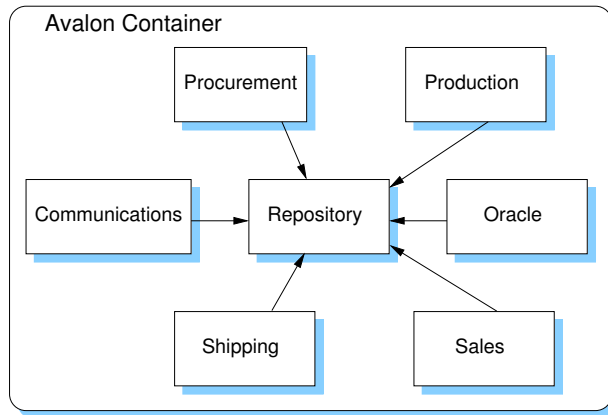 Avalon Container
Procurement
Production
Communications
Repository
Oracle
Shipping
Sales